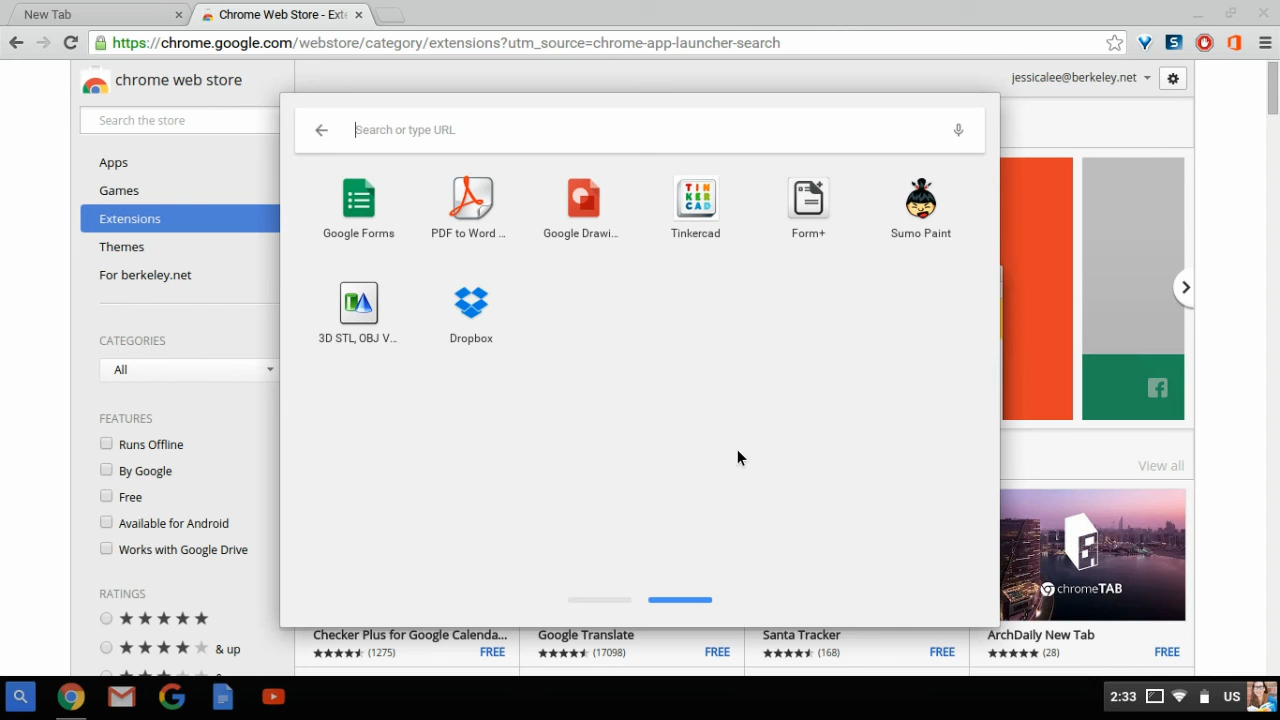 New Tab
Chrome Web Store - Exte
https://chrome.google.com/webstore/category/extensions?utm_source=chrome-app-launcher-search
chrome web store
jessicalee@berkeley.net
Search the store
Search or type URL
Apps
Games
Extensions
Themes
For berkeley.net
Google Forms
PDF to Word ...
Google Drawi...
TINKERCAD
Tinkercad
Form+
Sumo Paint
3D STL, OBJ V...
Dropbox
CATEGORIES
All
FEATURES
Runs Offline
By Google
Free
Available for Android
Works with Google Drive
RATINGS
& up
View all
chromeTAB
Checker Plus for Google Calenda...
(1275) FREE
Google Translate
(17098) FREE
Santa Tracker
(168) FREE
ArchDaily New Tab
(28) FREE
2:33
US